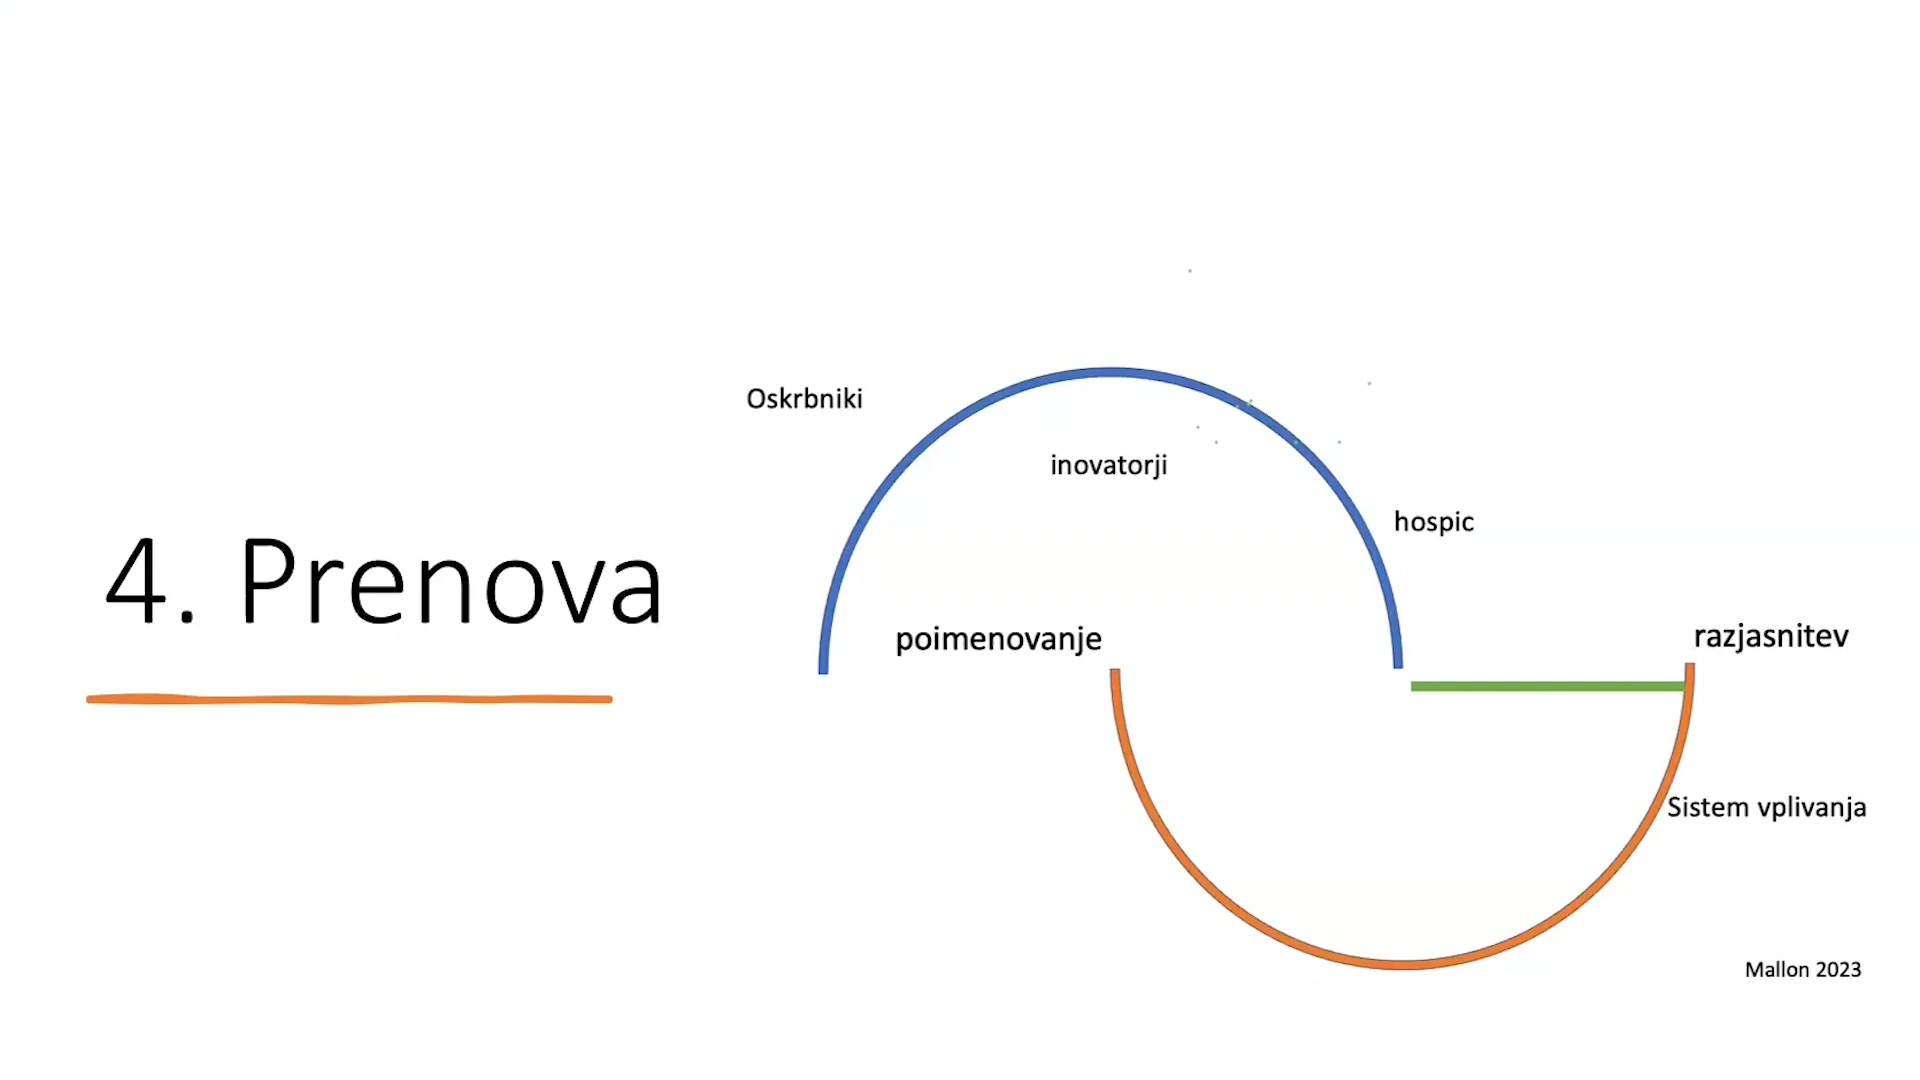 4. Prenova
Oskrbniki
inovatorji
hospic
poimenovanje
razjasnitev
Sistem vplivanja
Mallon 2023